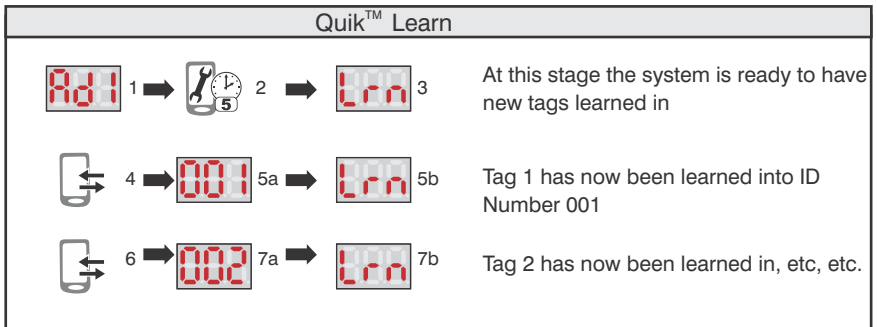 Quik™ Learn
Ad1 1 5 2 Lrn 3 At this stage the system is ready to have
new tags learned in
4 001 5a Lrn 5b Tag 1 has now been learned into ID
Number 001
6 002 7a Lrn 7b Tag 2 has now been learned in, etc, etc.